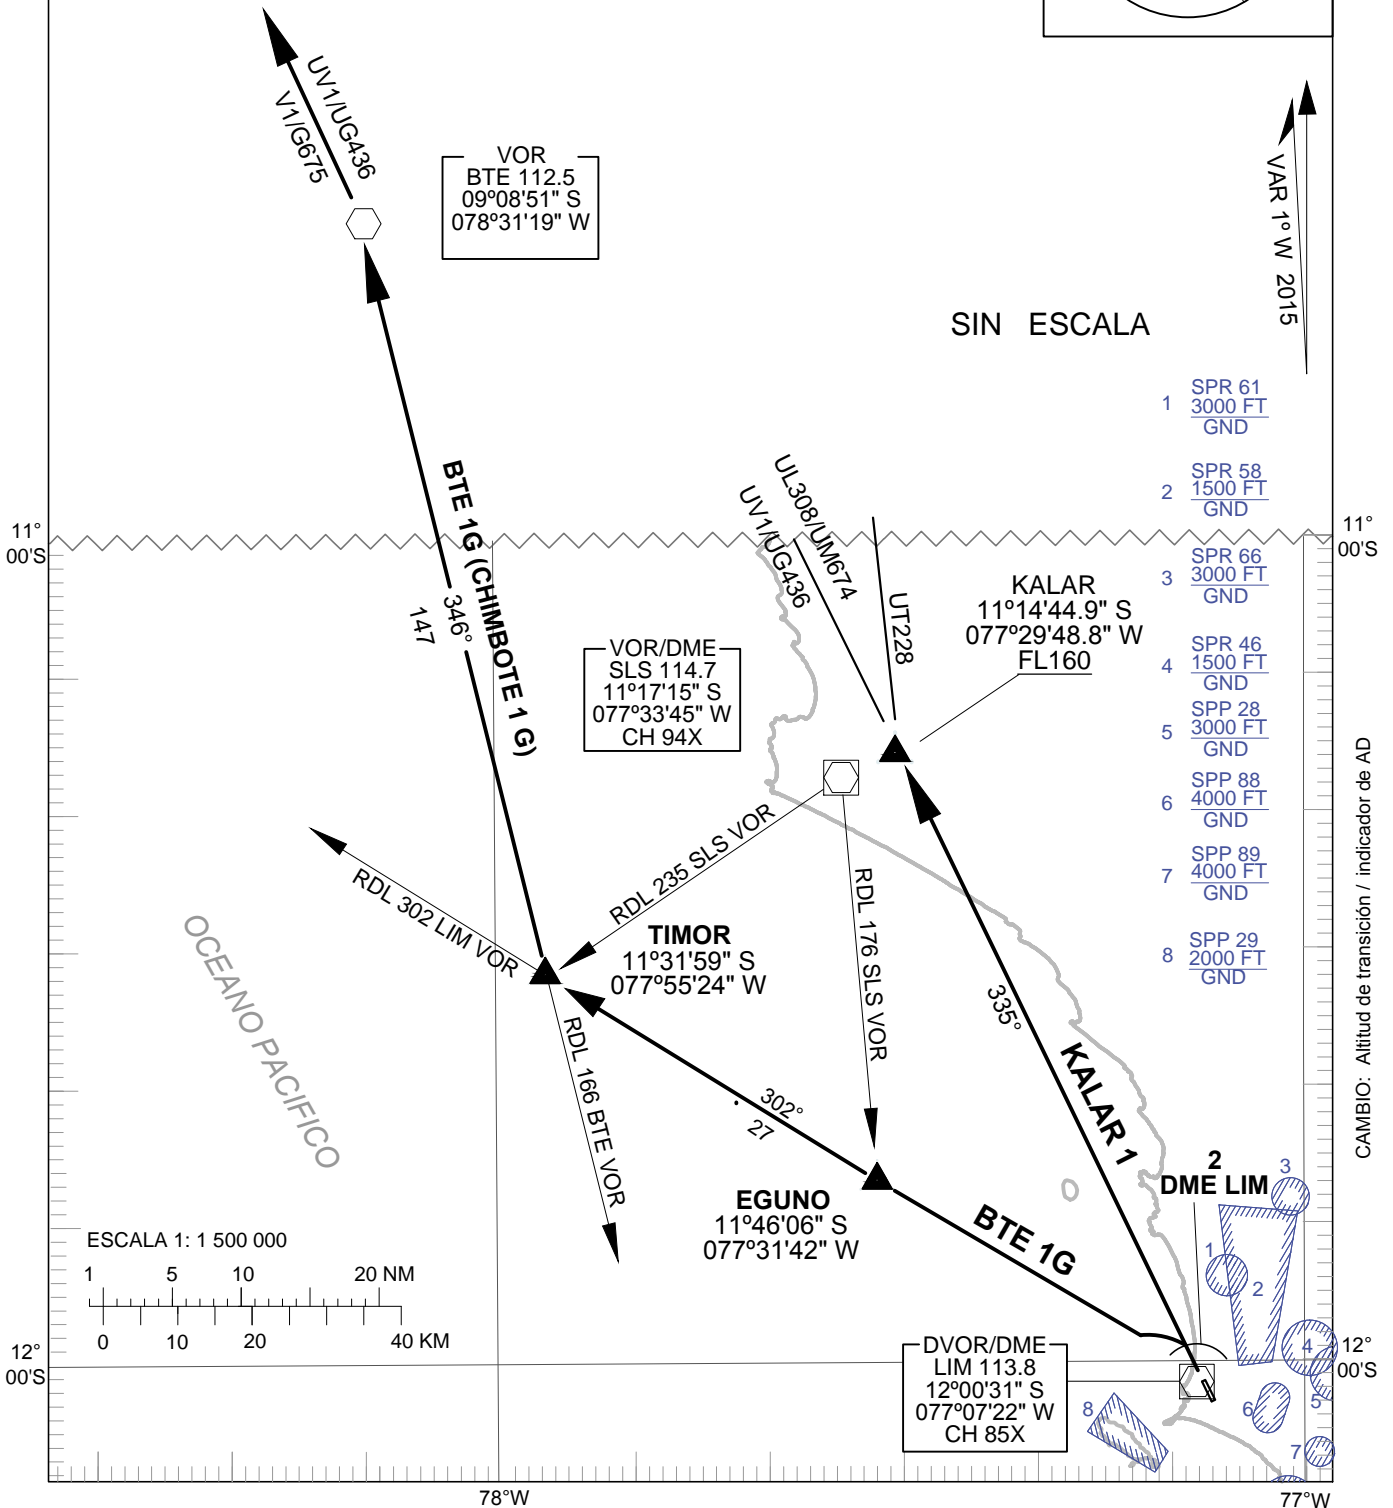 UV1/UG436
V1/G675
VOR
BTE 112.5
09º08'51" S
078º31'19" W
VAR 1º W 2015
SIN ESCALA
1
SPR 61
3000 FT
GND
2
SPR 58
1500 FT
GND
3
SPR 66
3000 FT
GND
4
SPR 46
1500 FT
GND
5
SPP 28
3000 FT
GND
6
SPP 88
4000 FT
GND
7
SPP 89
4000 FT
GND
8
SPP 29
2000 FT
GND
11°
00'S
11°
00'S
BTE 1G (CHIMBOTE 1 G)
346°
147
UL308/UM674
UV1/UG436
UT228
KALAR
11º14'44.9" S
077º29'48.8" W
FL160
VOR/DME
SLS 114.7
11º17'15" S
077º33'45" W
CH 94X
RDL 235 SLS VOR
RDL 302 LIM VOR
RDL 176 SLS VOR
TIMOR
11º31'59" S
077º55'24" W
RDL 166 BTE VOR
OCEANO PACIFICO
335°
KALAR 1
302°
27
EGUNO
11º46'06" S
077º31'42" W
BTE 1G
2
DME LIM
3
1
2
4
5
6
7
8
ESCALA 1: 1 500 000
1 5 10 20 NM
0 10 20 40 KM
DVOR/DME
LIM 113.8
12º00'31" S
077º07'22" W
CH 85X
12°
00'S
12°
00'S
78°W
77°W
CAMBIO: Altitud de transición / indicador de AD